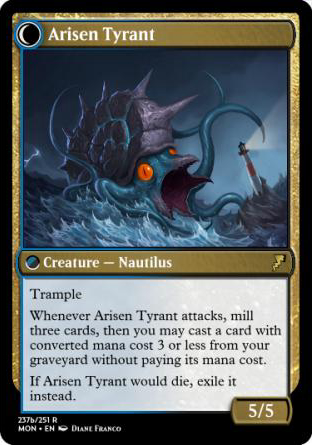 Arisen Tyrant
Creature — Nautilus
Trample
Whenever Arisen Tyrant attacks, mill
three cards, then you may cast a card with
converted mana cost 3 or less from your
graveyard without paying its mana cost.
If Arisen Tyrant would die, exile it
instead.
5/5
237b/251 R
MON • EN Diane Franco